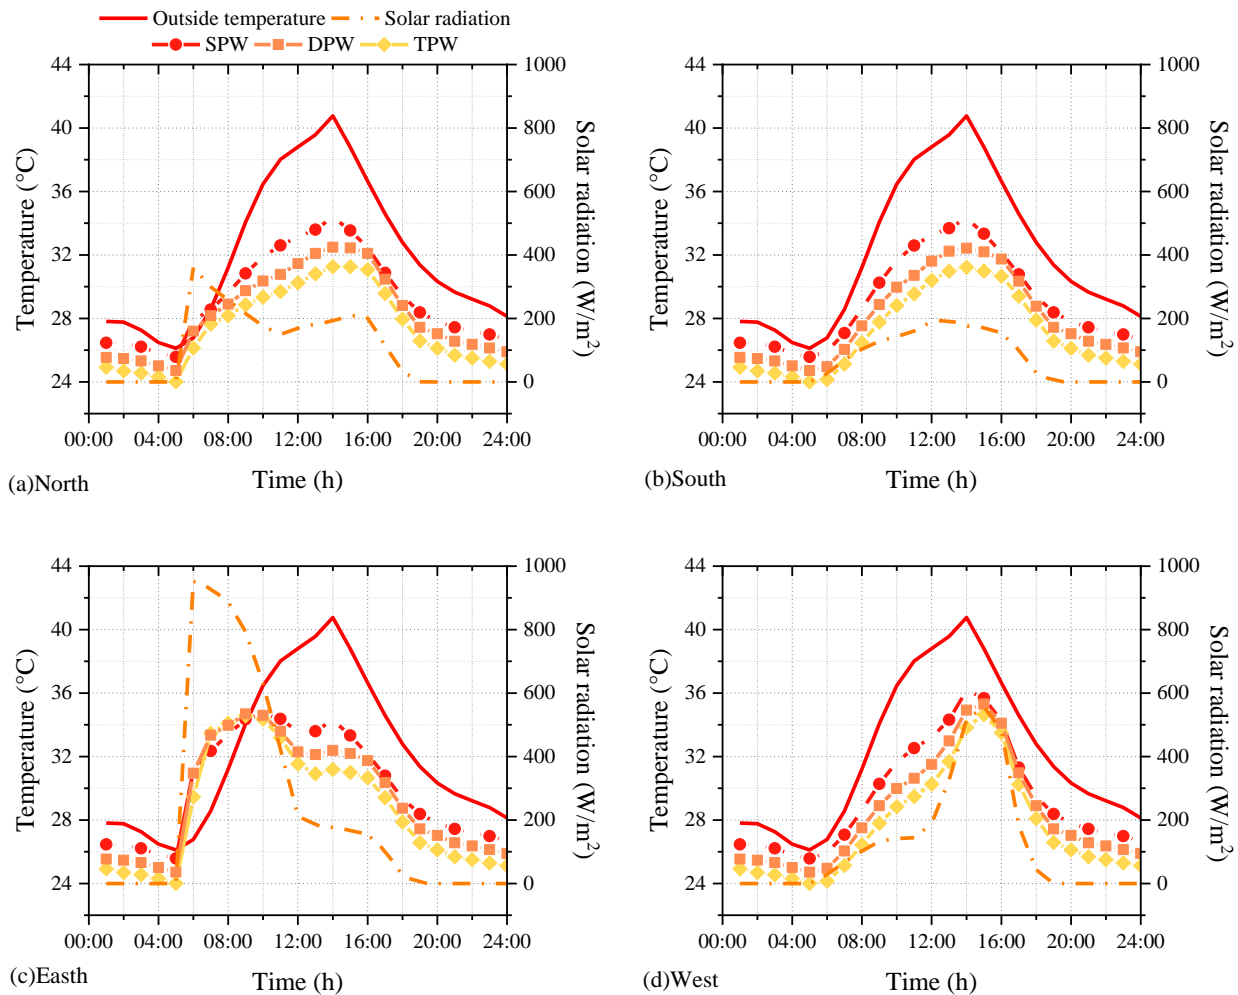 Outside temperature Solar radiation
SPW DPW TPW
44
40
36
32
28
24
1000
800
600
400
200
0
Temperature (°C)
Solar radiation (W/m²)
00:00 04:00 08:00 12:00 16:00 20:00 24:00
(a)North
Time (h)
44
40
36
32
28
24
1000
800
600
400
200
0
Temperature (°C)
Solar radiation (W/m²)
00:00 04:00 08:00 12:00 16:00 20:00 24:00
(b)South
Time (h)
44
40
36
32
28
24
1000
800
600
400
200
0
Temperature (°C)
Solar radiation (W/m²)
00:00 04:00 08:00 12:00 16:00 20:00 24:00
(c)Easth
Time (h)
44
40
36
32
28
24
1000
800
600
400
200
0
Temperature (°C)
Solar radiation (W/m²)
00:00 04:00 08:00 12:00 16:00 20:00 24:00
(d)West
Time (h)